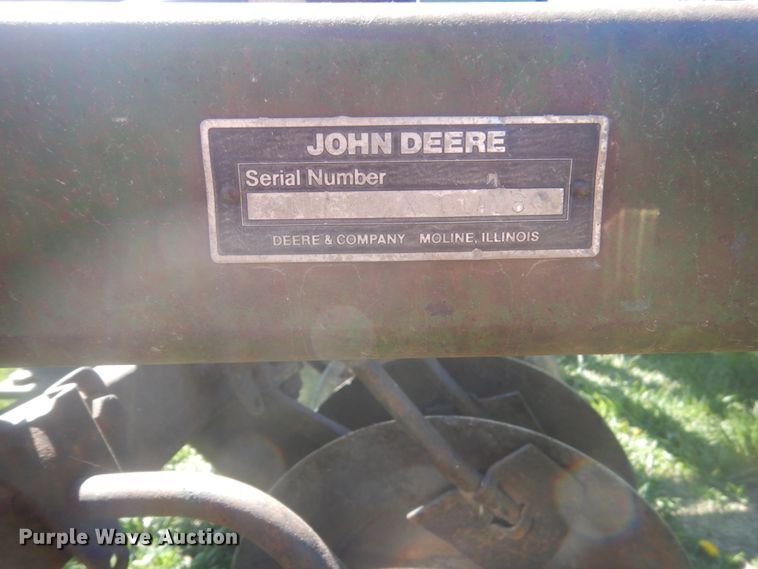 JOHN DEERE
Serial Number
DEERE & COMPANY MOLINE, ILLINOIS
Purple Wave Auction